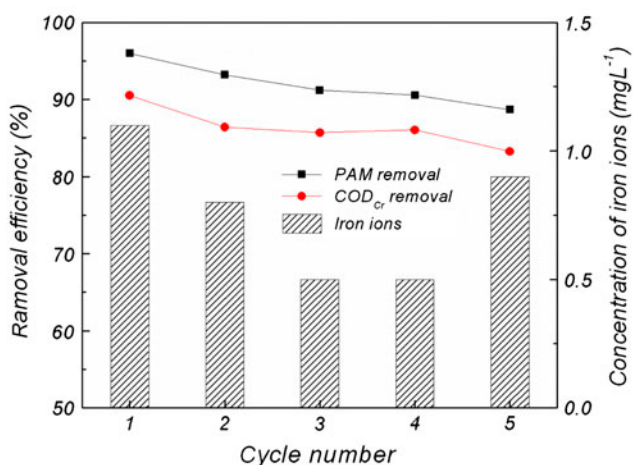 100
90
80
70
60
50
Ramoval efficiency (%)
1.5
1.0
0.5
0.0
Concentration of iron ions (mgL-1)
PAM removal
CODCr removal
Iron ions
1 2 3 4 5
Cycle number